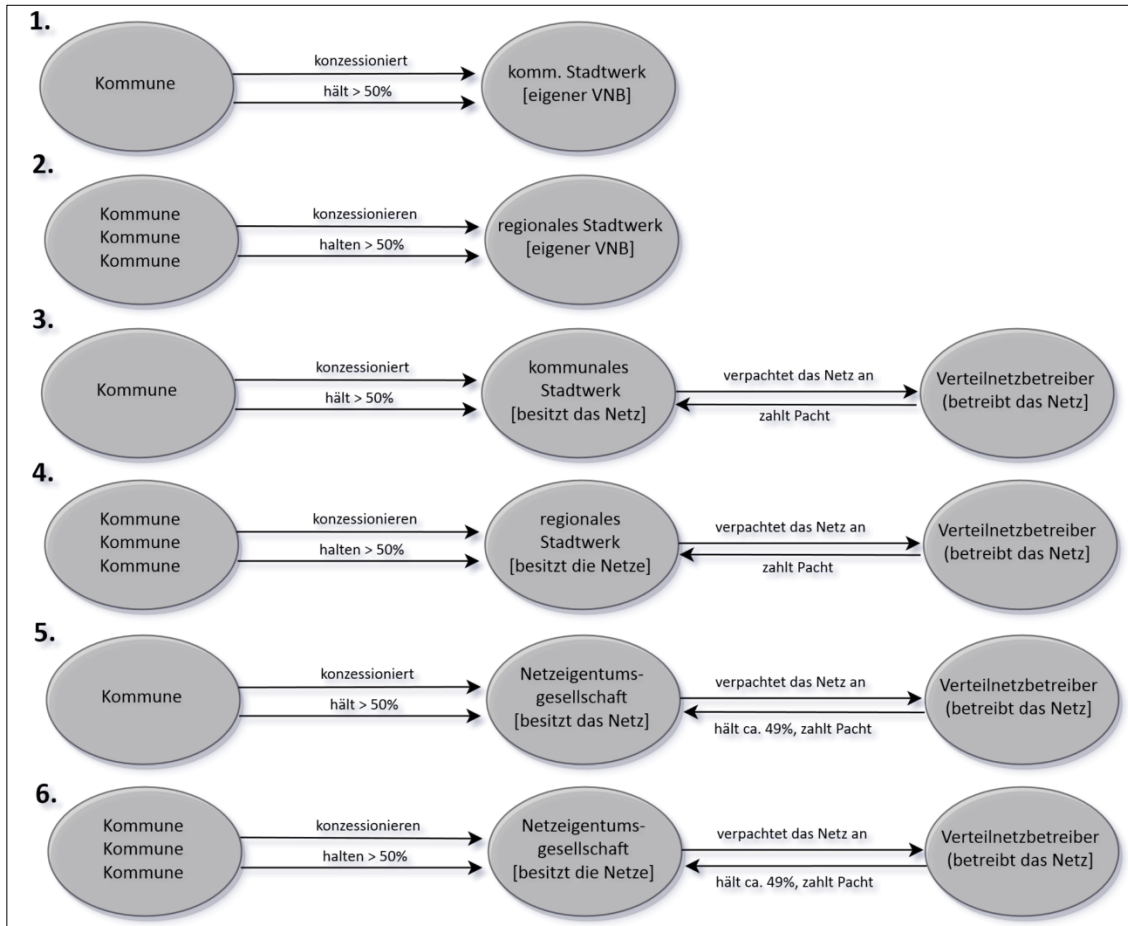 1.
Kommune
konzessioniert
hält > 50%
komm. Stadtwerk
[eigener VNB]
2.
Kommune
Kommune
Kommune
konzessionieren
halten > 50%
regionales Stadtwerk
[eigener VNB]
3.
Kommune
konzessioniert
hält > 50%
kommunales
Stadtwerk
[besitzt das Netz]
verpachtet das Netz an
zahlt Pacht
Verteilnetzbetreiber
(betreibt das Netz]
4.
Kommune
Kommune
Kommune
konzessionieren
halten > 50%
regionales
Stadtwerk
[besitzt die Netze]
verpachtet das Netz an
zahlt Pacht
Verteilnetzbetreiber
(betreibt das Netz]
5.
Kommune
konzessioniert
hält > 50%
Netzeigentums-
gesellschaft
[besitzt das Netz]
verpachtet das Netz an
hält ca. 49%, zahlt Pacht
Verteilnetzbetreiber
(betreibt das Netz]
6.
Kommune
Kommune
Kommune
konzessionieren
halten > 50%
Netzeigentums-
gesellschaft
[besitzt die Netze]
verpachtet das Netz an
hält ca. 49%, zahlt Pacht
Verteilnetzbetreiber
(betreibt das Netz]